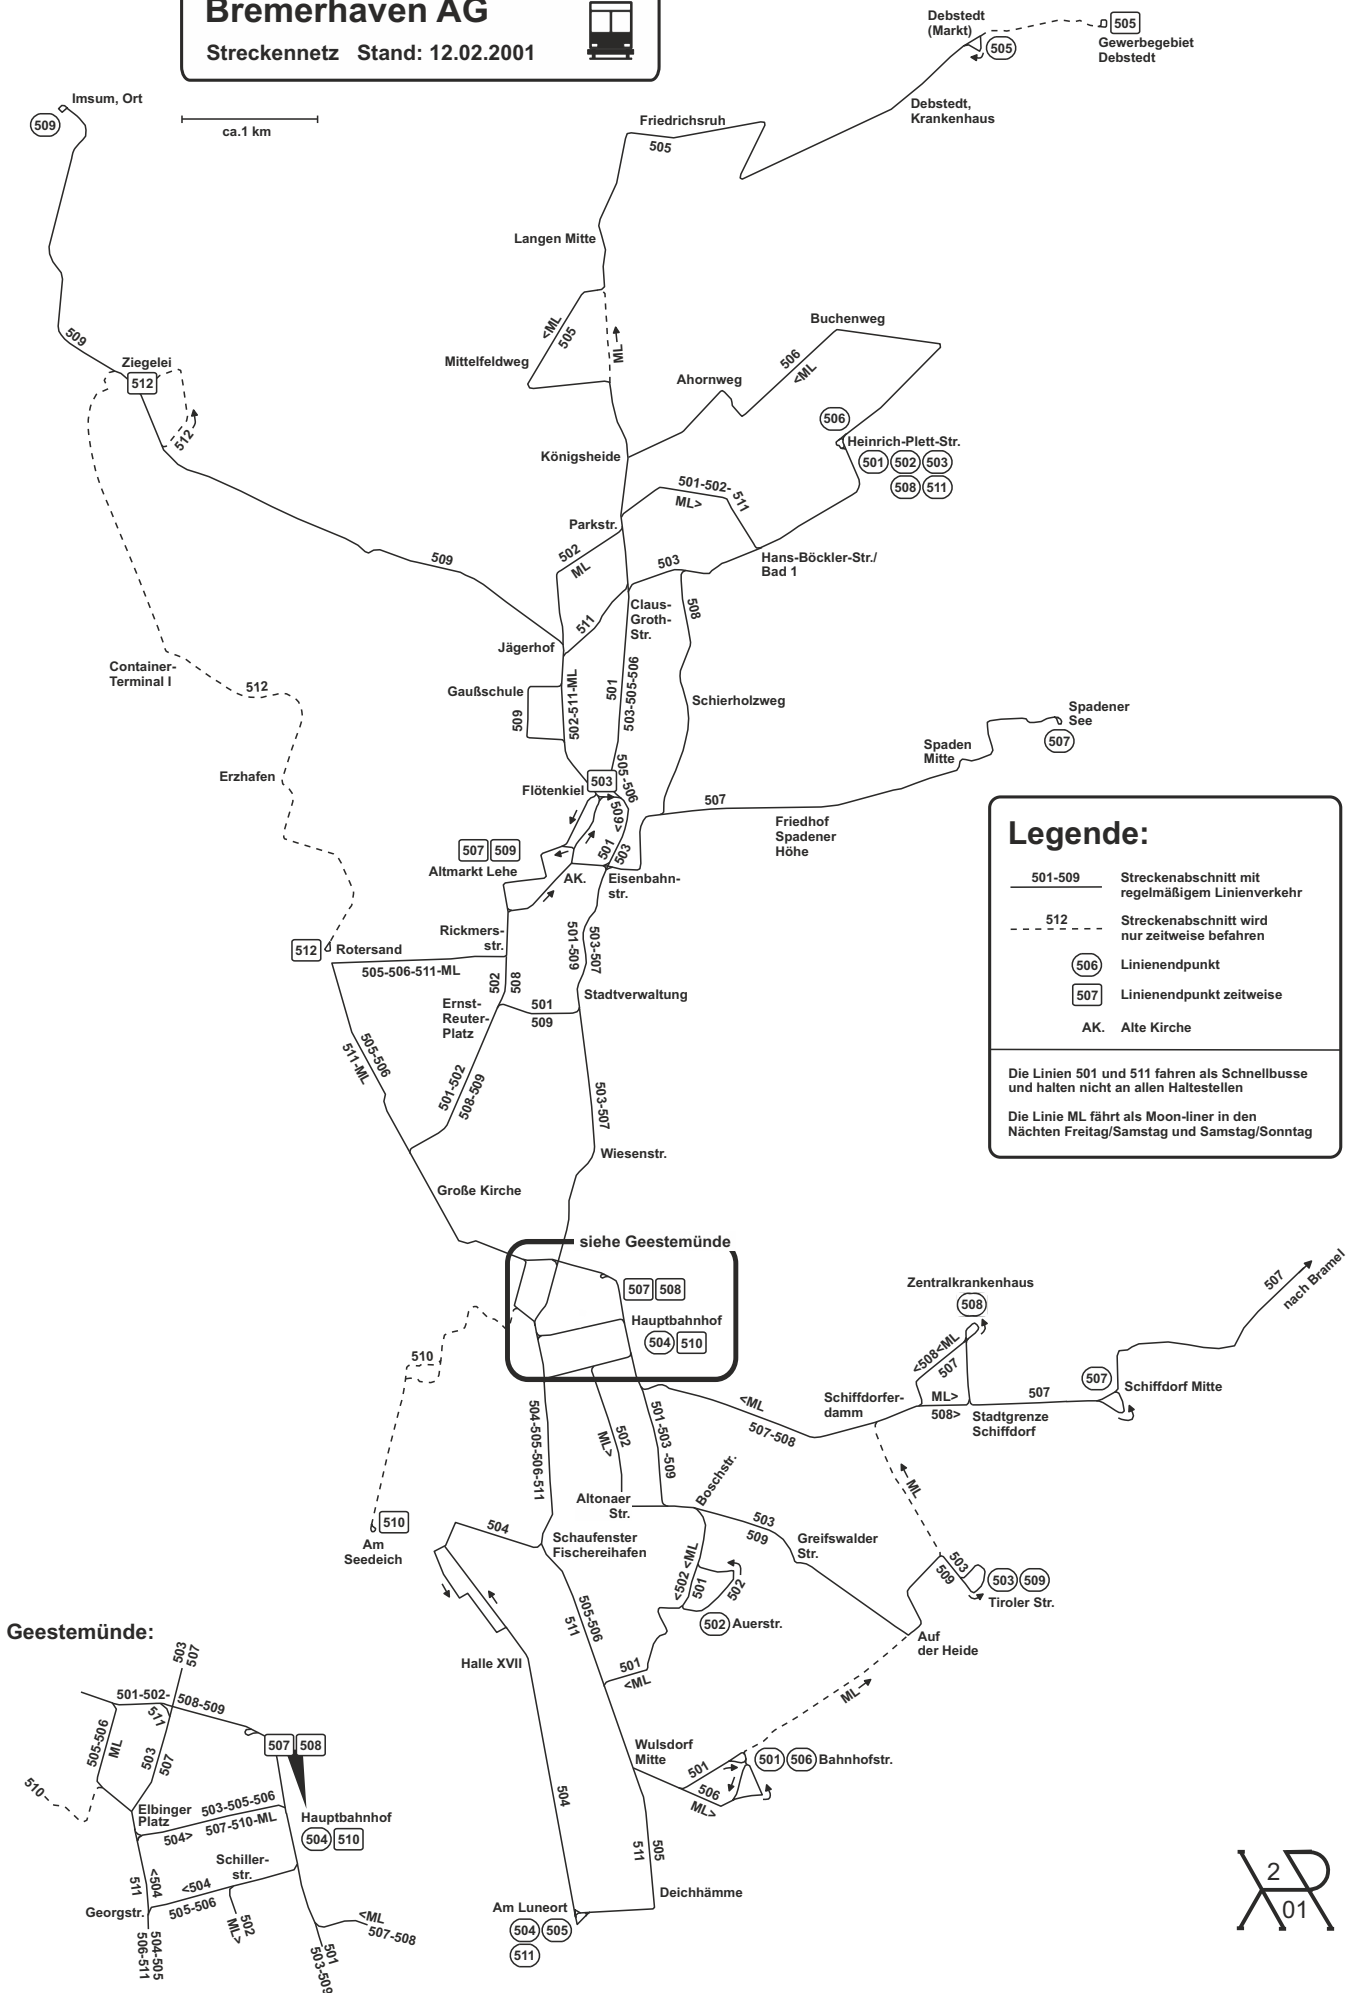 Bremerhaven AG
Streckennetz Stand: 12.02.2001
ca.1 km
Debstedt
(Markt)
505
505
Gewerbegebiet
Debstedt
Debstedt,
Krankenhaus
Imsum, Ort
509
Friedrichsruh
505
Langen Mitte
<ML
505
ML
Mittelfeldweg
509
Ziegelei
512
512
Buchenweg
506
<ML
Ahornweg
506
Heinrich-Plett-Str.
501 502 503
508 511
Königsheide
501-502-511
ML>
Parkstr.
502
ML
503
Hans-Böckler-Str./
Bad 1
509
511
Claus-
Groth-
Str.
508
Jägerhof
Container-
Terminal I
512
Gaußschule
509
502-511-ML
501
503-505-506
Schierholzweg
Spadener
See
507
Spaden
Mitte
Erzhafen
Flötenkiel
503
505-506
509<
507
Friedhof
Spadener
Höhe
507 509
Altmarkt Lehe
AK.
501
503
Eisenbahn-
str.
Legende:
501-509
Streckenabschnitt mit
regelmäßigem Linienverkehr
512
Streckenabschnitt wird
nur zeitweise befahren
506
Linienendpunkt
507
Linienendpunkt zeitweise
AK. Alte Kirche
Die Linien 501 und 511 fahren als Schnellbusse
und halten nicht an allen Haltestellen
Die Linie ML fährt als Moon-liner in den
Nächten Freitag/Samstag und Samstag/Sonntag
Rickmers-
str.
512
Rotersand
505-506-511-ML
501-509
503-507
502
508
Stadtverwaltung
Ernst-
Reuter-
Platz
501
509
505-506
511-ML
501-502
508-509
503-507
Wiesenstr.
Große Kirche
siehe Geestemünde
507 508
Hauptbahnhof
504 510
Zentralkrankenhaus
508
507
nach Bramel
510
<508<ML
507
Schiffdorfer-
damm
ML>
508>
507
Stadtgrenze
Schiffdorf
507
Schiffdorf Mitte
<ML
507-508
504-505-506-511
502
ML>
501-503 -509
Boschstr.
ML
Altonaer
Str.
510
Am
Seedeich
504
Schaufenster
Fischereihafen
503
509
Greifswalder
Str.
<502 <ML
501
502
502
Auerstr.
503
509
503 509
Tiroler Str.
505-506
511
Auf
der Heide
Halle XVII
501
<ML
ML
Wulsdorf
Mitte
501
506
ML>
501 506
Bahnhofstr.
504
511
505
Deichhämme
Am Luneort
504 505
511
Geestemünde:
503
507
501-502-
508-509
511
505-506
ML
503
507
507 508
510
Elbinger
Platz
503-505-506
504>
507-510-ML
Hauptbahnhof
504 510
Schiller-
str.
511
<504
<504
505-506
Georgstr.
502
ML>
<ML
507-508
504-505
506-511
501
503-509
2
01